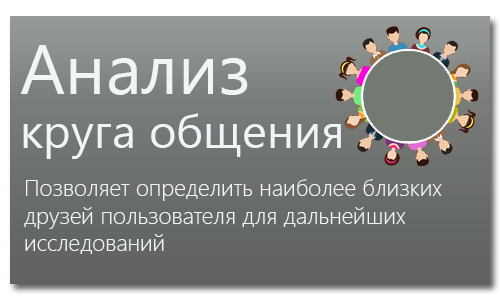 Анализ
круга общения
Позволяет определить наиболее близких
друзей пользователя для дальнейших
исследований